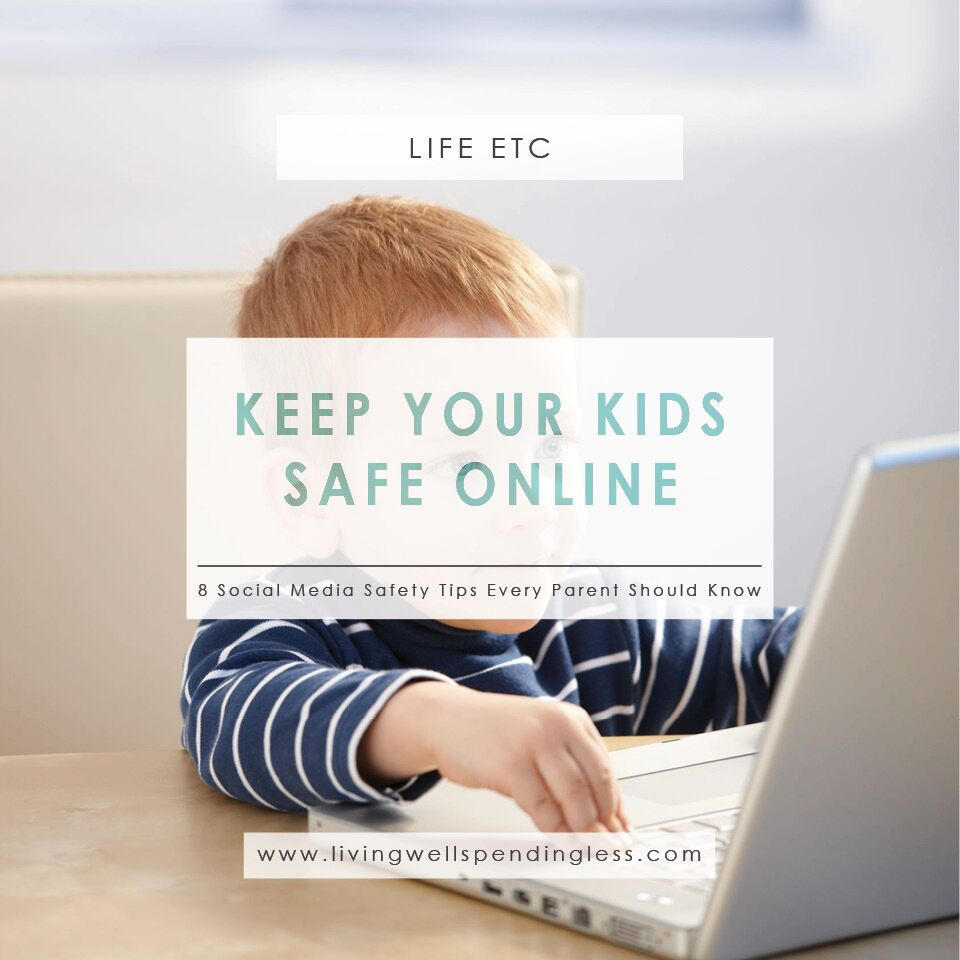 LIFE ETC
KEEP YOUR KIDS
SAFE ONLINE
8 Social Media Safety Tips Every Parent Should Know
www.livingwellspendingless.com